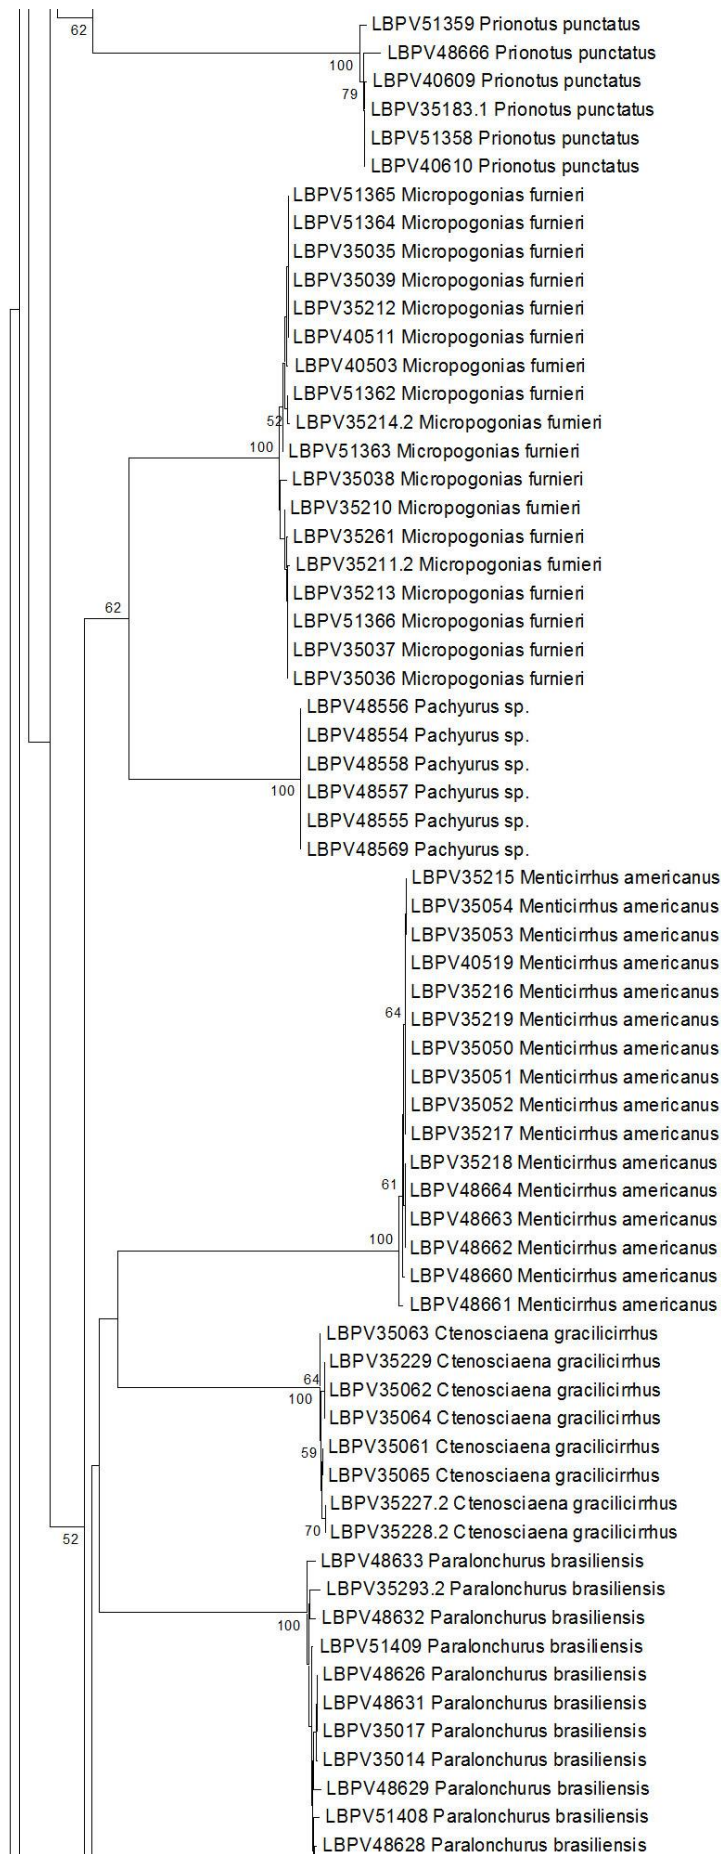 62
LBPV51359 Prionotus punctatus
LBPV48666 Prionotus punctatus
100
LBPV40609 Prionotus punctatus
79
LBPV35183.1 Prionotus punctatus
LBPV51358 Prionotus punctatus
LBPV40610 Prionotus punctatus
LBPV51365 Micropogonias furnieri
LBPV51364 Micropogonias furnieri
LBPV35035 Micropogonias furnieri
LBPV35039 Micropogonias furnieri
LBPV35212 Micropogonias furnieri
LBPV40511 Micropogonias furnieri
LBPV40503 Micropogonias furnieri
LBPV51362 Micropogonias furnieri
52
LBPV35214.2 Micropogonias furnieri
100
LBPV51363 Micropogonias furnieri
LBPV35038 Micropogonias furnieri
LBPV35210 Micropogonias furnieri
LBPV35261 Micropogonias furnieri
LBPV35211.2 Micropogonias furnieri
LBPV35213 Micropogonias furnieri
62
LBPV51366 Micropogonias furnieri
LBPV35037 Micropogonias furnieri
LBPV35036 Micropogonias furnieri
LBPV48556 Pachyurus sp.
LBPV48554 Pachyurus sp.
LBPV48558 Pachyurus sp.
100
LBPV48557 Pachyurus sp.
LBPV48555 Pachyurus sp.
LBPV48569 Pachyurus sp.
LBPV35215 Menticirrhus americanus
LBPV35054 Menticirrhus americanus
LBPV35053 Menticirrhus americanus
LBPV40519 Menticirrhus americanus
LBPV35216 Menticirrhus americanus
64
LBPV35219 Menticirrhus americanus
LBPV35050 Menticirrhus americanus
LBPV35051 Menticirrhus americanus
LBPV35052 Menticirrhus americanus
LBPV35217 Menticirrhus americanus
LBPV35218 Menticirrhus americanus
61
LBPV48664 Menticirrhus americanus
LBPV48663 Menticirrhus americanus
100
LBPV48662 Menticirrhus americanus
LBPV48660 Menticirrhus americanus
LBPV48661 Menticirrhus americanus
LBPV35063 Ctenosciaena gracilicirrhus
LBPV35229 Ctenosciaena gracilicirrhus
64
LBPV35062 Ctenosciaena gracilicirrhus
100
LBPV35064 Ctenosciaena gracilicirrhus
LBPV35061 Ctenosciaena gracilicirrhus
59
LBPV35065 Ctenosciaena gracilicirrhus
LBPV35227.2 Ctenosciaena gracilicirrhus
70
LBPV35228.2 Ctenosciaena gracilicirrhus
52
LBPV48633 Paralonchurus brasiliensis
LBPV35293.2 Paralonchurus brasiliensis
LBPV48632 Paralonchurus brasiliensis
100
LBPV51409 Paralonchurus brasiliensis
LBPV48626 Paralonchurus brasiliensis
LBPV48631 Paralonchurus brasiliensis
LBPV35017 Paralonchurus brasiliensis
LBPV35014 Paralonchurus brasiliensis
LBPV48629 Paralonchurus brasiliensis
LBPV51408 Paralonchurus brasiliensis
LBPV48628 Paralonchurus brasiliensis